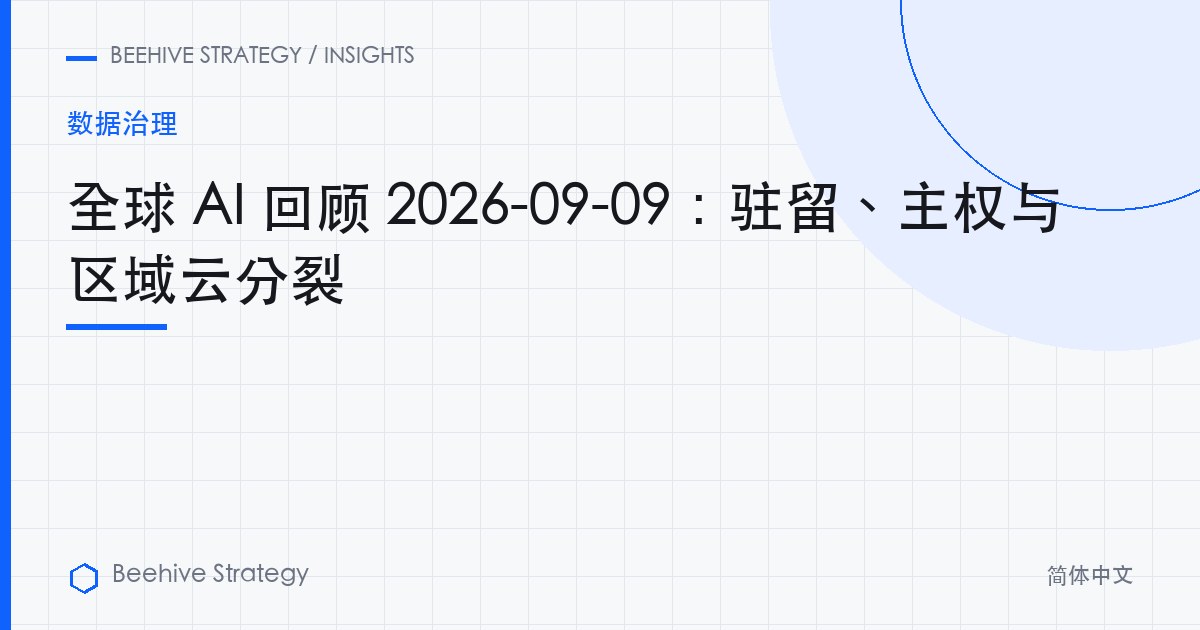 BEEHIVE STRATEGY / INSIGHTS
数据治理
全球 AI 回顾 2026-09-09：驻留、主权与
区域云分裂
Beehive Strategy
简体中文